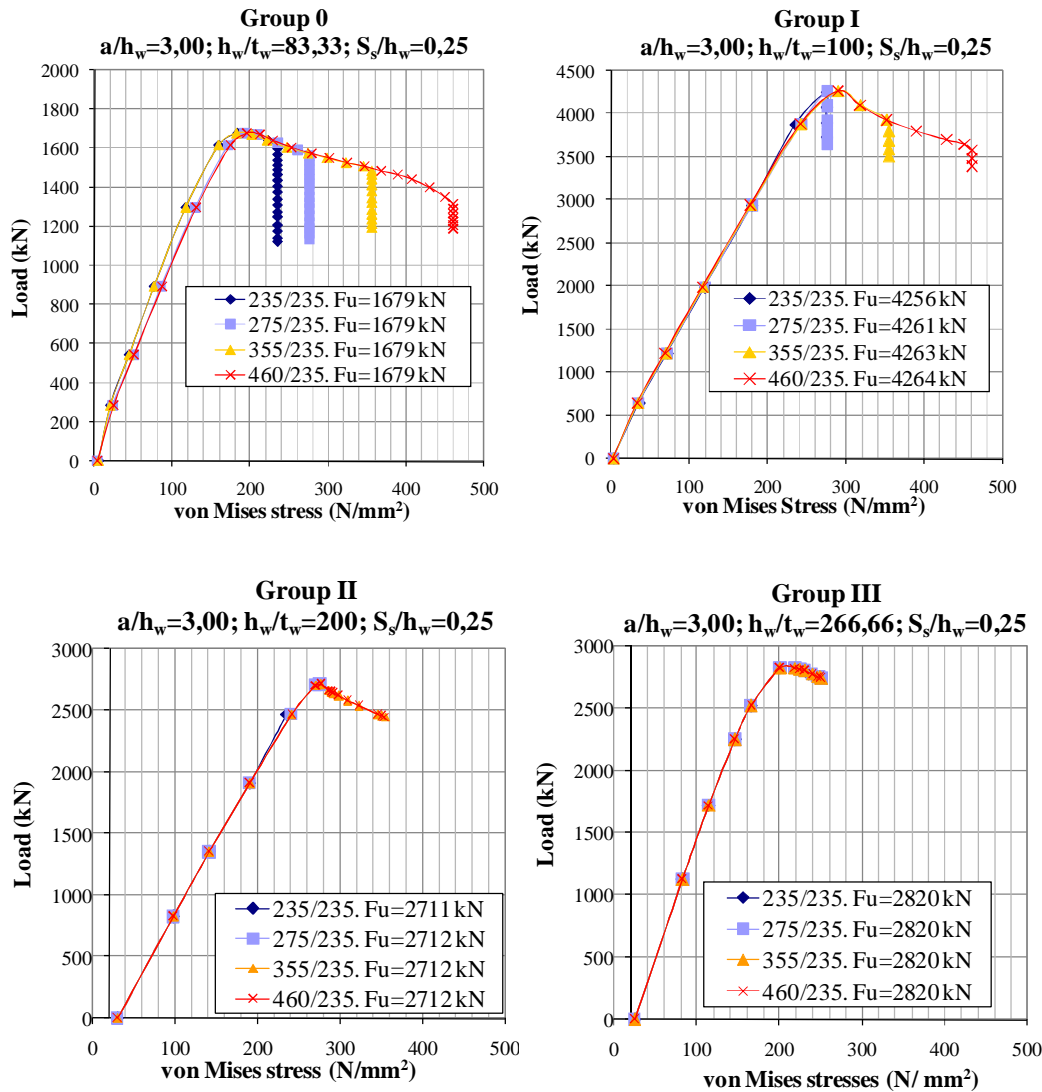 Group 0
a/hw=3,00; hw/tw=83,33; Ss/hw=0,25
2000
1800
1600
1400
1200
1000
800
600
400
200
0
Load (kN)
235/235. Fu=1679 kN
275/235. Fu=1679 kN
355/235. Fu=1679 kN
460/235. Fu=1679 kN
0 100 200 300 400 500
von Mises stress (N/mm²)
Group I
a/hw=3,00; hw/tw=100; Ss/hw=0,25
4500
4000
3500
3000
2500
2000
1500
1000
500
0
Load (kN)
235/235. Fu=4256 kN
275/235. Fu=4261 kN
355/235. Fu=4263 kN
460/235. Fu=4264 kN
0 100 200 300 400 500
von Mises Stress (N/mm²)
Group II
a/hw=3,00; hw/tw=200; Ss/hw=0,25
3000
2500
2000
1500
1000
500
0
Load (kN)
235/235. Fu=2711 kN
275/235. Fu=2712 kN
355/235. Fu=2712 kN
460/235. Fu=2712 kN
0 100 200 300 400 500
von Mises stress (N/mm²)
Group III
a/hw=3,00; hw/tw=266,66; Ss/hw=0,25
3000
2500
2000
1500
1000
500
0
Load (kN)
235/235. Fu=2820 kN
275/235. Fu=2820 kN
355/235. Fu=2820 kN
460/235. Fu=2820 kN
0 100 200 300 400 500
von Mises stresses (N/ mm²)